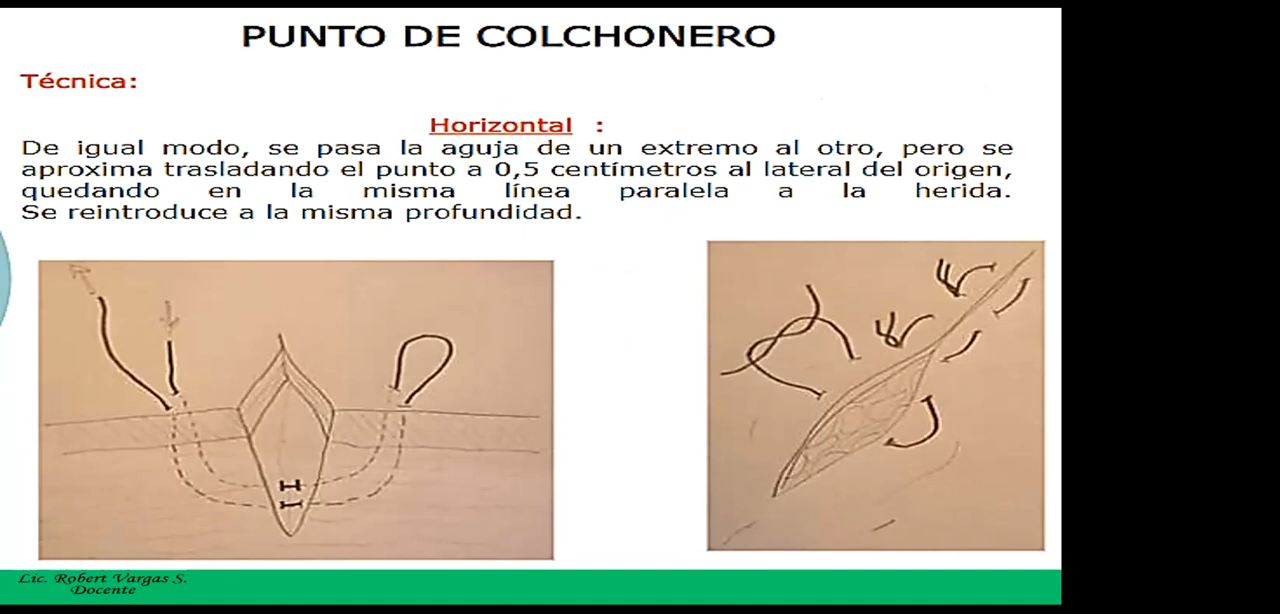 PUNTO DE COLCHONERO
Técnica:
Horizontal :
De igual modo, se pasa la aguja de un extremo al otro, pero se
aproxima trasladando el punto a 0,5 centímetros al lateral del origen,
quedando en la misma línea paralela a la herida.
Se reintroduce a la misma profundidad.
Lic. Robert Vargas S.
Docente